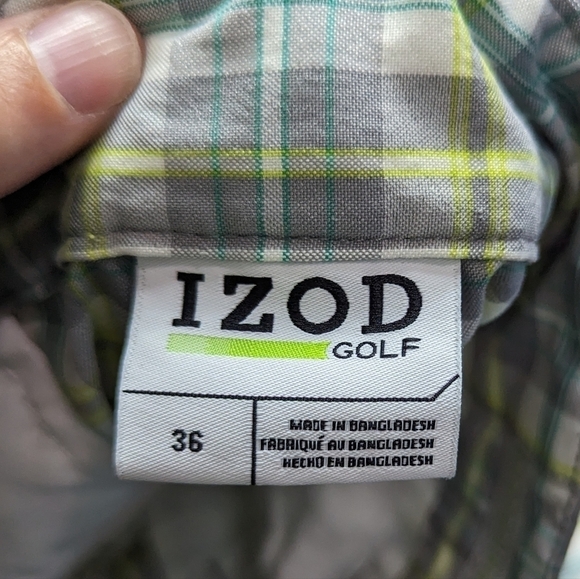 IZOD
GOLF
36
MADE IN BANGLADESH
FABRIQUÉ AU BANGLADESH
HECHO EN BANGLADESH